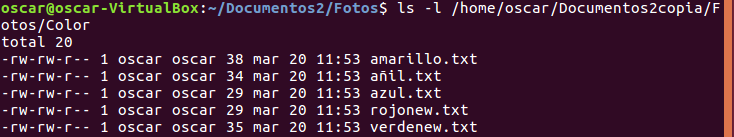 oscar@oscar-VirtualBox:~/Documentos2/Fotos$ ls -l /home/oscar/Documentos2copia/F
otos/Color
total 20
-rw-rw-r-- 1 oscar oscar 38 mar 20 11:53 amarillo.txt
-rw-rw-r-- 1 oscar oscar 34 mar 20 11:53 añil.txt
-rw-rw-r-- 1 oscar oscar 29 mar 20 11:53 azul.txt
-rw-rw-r-- 1 oscar oscar 29 mar 20 11:53 rojonew.txt
-rw-rw-r-- 1 oscar oscar 35 mar 20 11:53 verdenew.txt